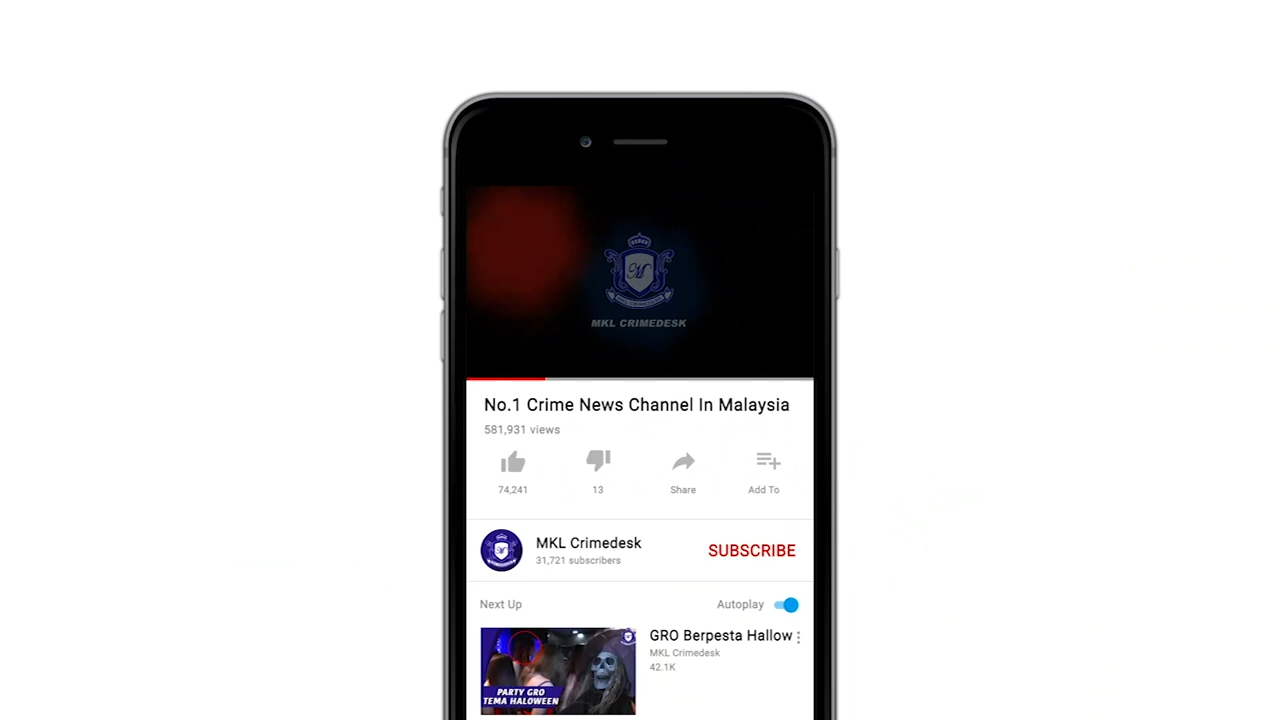 MKL CRIMEDESK
No.1 Crime News Channel In Malaysia
581,931 views
74,241
13
Share
Add To
MKL Crimedesk
31,721 subscribers
SUBSCRIBE
Next Up
Autoplay
GRO Berpesta Hallow
MKL Crimedesk
42.1K
PARTY GRO
TEMA HALOWEEN